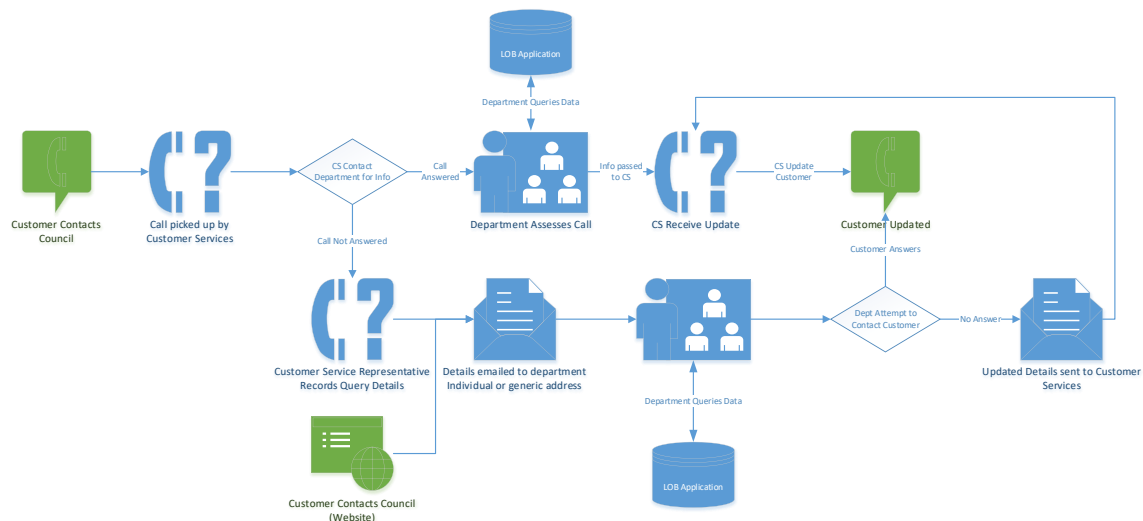 LOB Application
Department Queries Data
CS Contact
Department for Info
Call
Answered
Info passed
to CS
CS Update
Customer
Customer Contacts
Council
Call picked up by
Customer Services
Department Assesses Call
CS Receive Update
Customer Updated
Call Not Answered
Customer Answers
Dept Attempt to
Contact Customer
No Answer
Customer Service Representative
Records Query Details
Details emailed to department
Individual or generic address
Updated Details sent to Customer
Services
Department Queries Data
LOB Application
Customer Contacts Council
(Website)